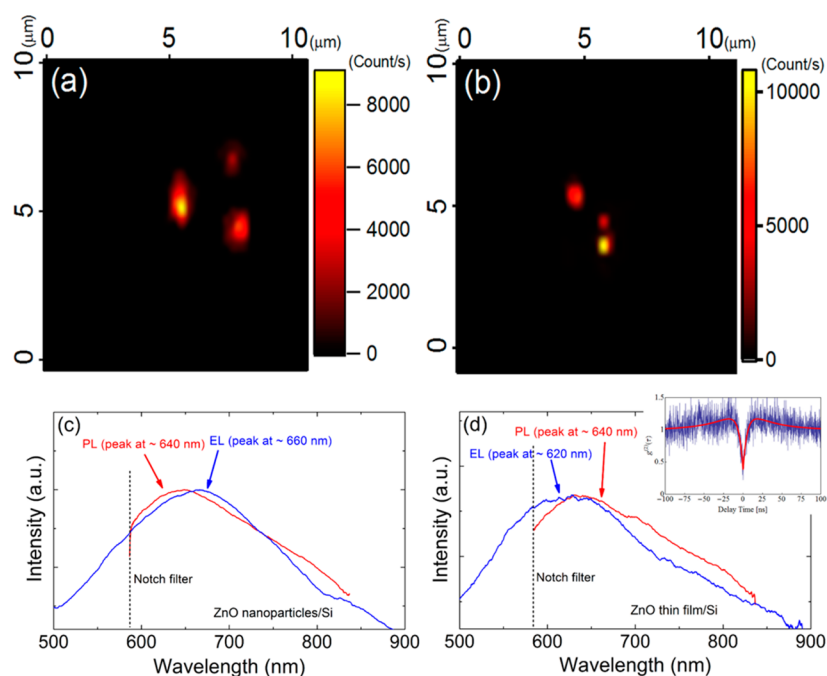 0 5 10 (μm)
10 (μm)
5
0
(a)
(Count/s)
8000
6000
4000
2000
0
0 5 (μm) 10 (μm)
10 (μm)
5
0
(b)
(Count/s)
10000
5000
0
(c)
PL (peak at ~ 640 nm)
EL (peak at ~ 660 nm)
Notch filter
ZnO nanoparticles/Si
Intensity (a.u.)
500 600 700 800 900
Wavelength (nm)
(d)
PL (peak at ~ 640 nm)
EL (peak at ~ 620 nm)
Notch filter
ZnO thin film/Si
Intensity (a.u.)
500 600 700 800 900
Wavelength (nm)
1.5
1
0.5
0
g⁽²⁾(τ)
−100 −75 −50 −25 0 25 50 75 100
Delay Time [ns]